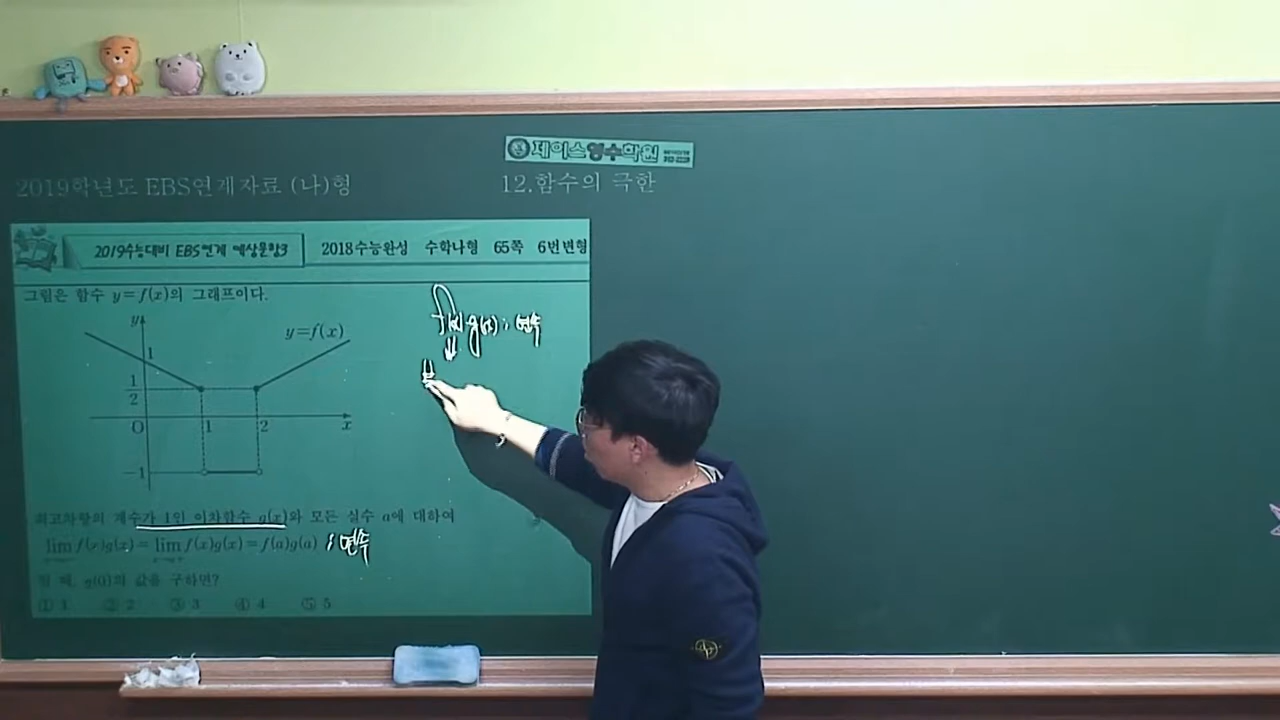 제이스영수학원
2019학년도 EBS연계자료 (나)형
12.함수의 극한
2019수능대비 EBS연계 예상문항3
2018수능완성 수학나형 65쪽 6번변형
그림은 함수 y=f(x)의 그래프이다.
y
y=f(x)
1
1/2
O 1 2 x
-1
f(x)g(x) ; 연속
최고차항의 계수가 1인 이차함수 g(x)와 모든 실수 a에 대하여
lim f(x)g(x) = lim f(x)g(x) = f(a)g(a) ; 연속
일 때, g(0)의 값을 구하면?
① 1 ② 2 ③ 3 ④ 4 ⑤ 5